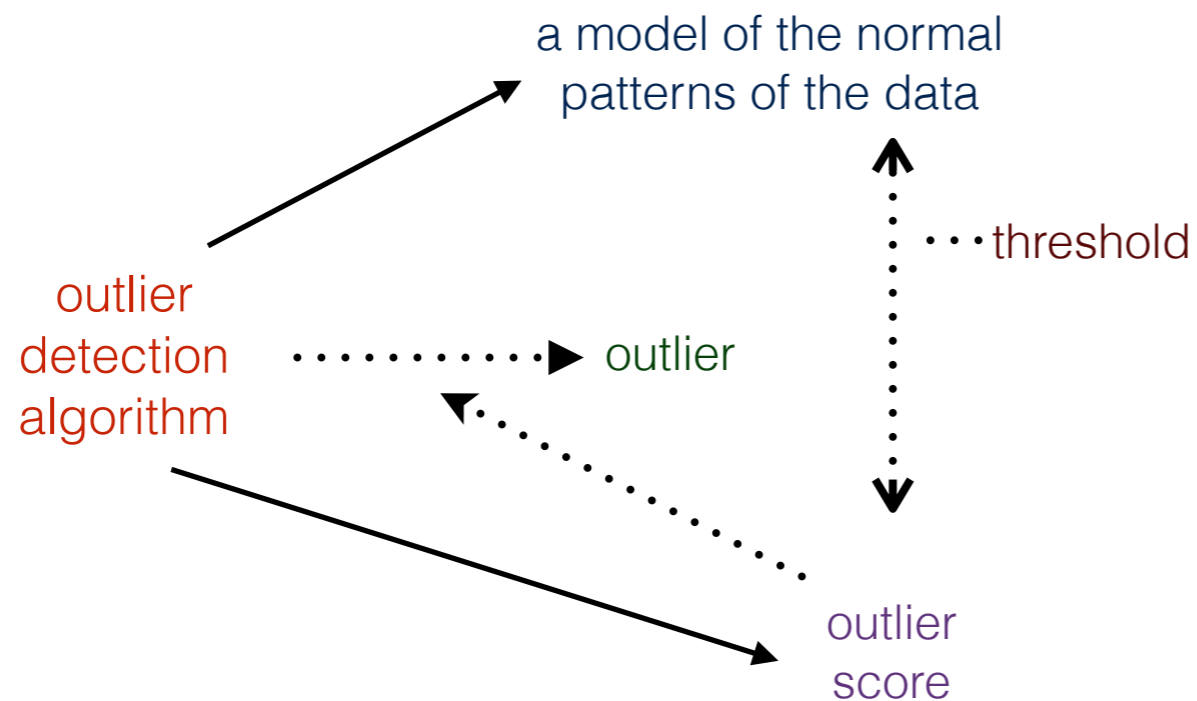 a model of the normal
patterns of the data
threshold
outlier
detection
algorithm
outlier
outlier
score